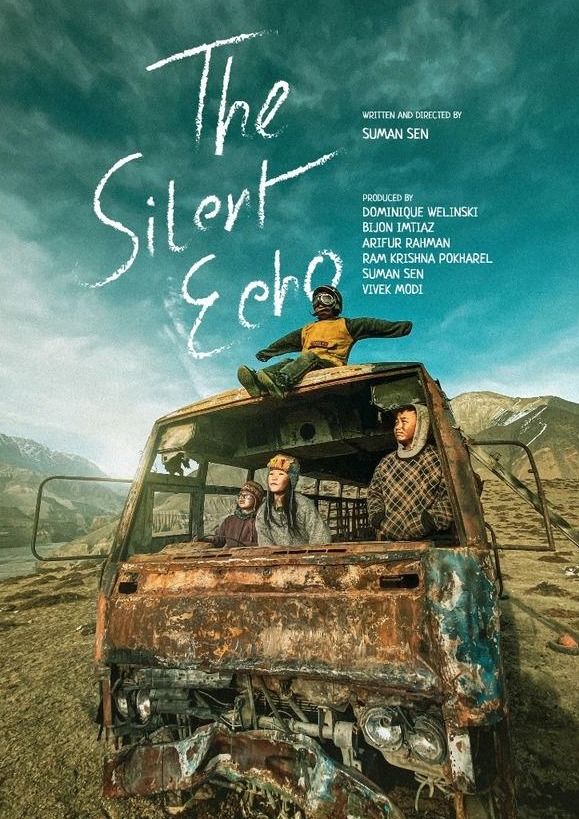 The
Silent
Echo
WRITTEN AND DIRECTED BY
SUMAN SEN
PRODUCED BY
DOMINIQUE WELINSKI
BIJON IMTIAZ
ARIFUR RAHMAN
RAM KRISHNA POKHAREL
SUMAN SEN
VIVEK MODI